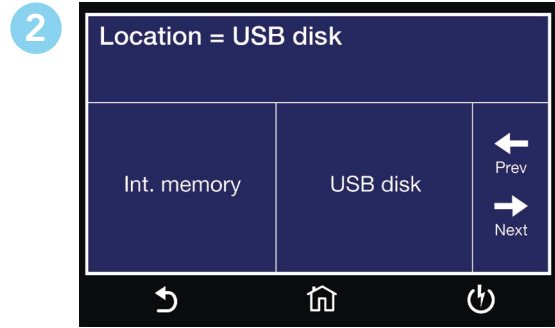 2
Location = USB disk
Int. memory
USB disk
Prev
Next